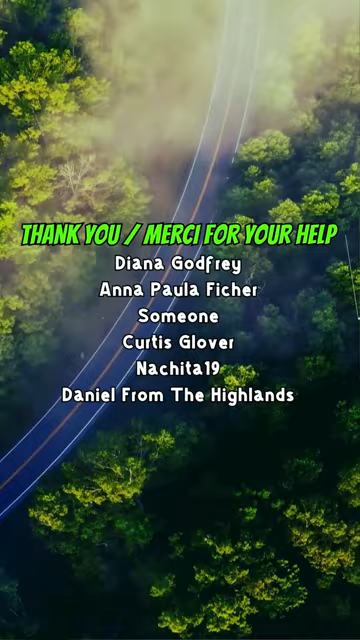 THANK YOU / MERCI FOR YOUR HELP
Diana Godfrey
Anna Paula Ficher
Someone
Curtis Glover
Nachita19
Daniel From The Highlands